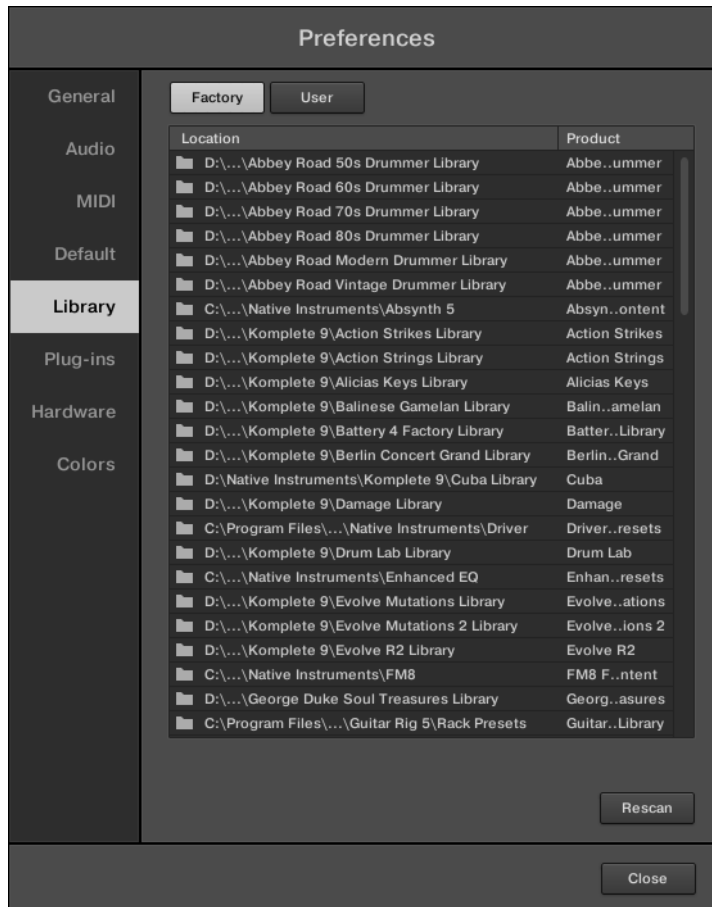 Preferences
General
Audio
MIDI
Default
Library
Plug-ins
Hardware
Colors
Factory User
Location Product
D:\...\Abbey Road 50s Drummer Library Abbe..ummer
D:\...\Abbey Road 60s Drummer Library Abbe..ummer
D:\...\Abbey Road 70s Drummer Library Abbe..ummer
D:\...\Abbey Road 80s Drummer Library Abbe..ummer
D:\...\Abbey Road Modern Drummer Library Abbe..ummer
D:\...\Abbey Road Vintage Drummer Library Abbe..ummer
C:\...\Native Instruments\Absynth 5 Absyn..ontent
D:\...\Komplete 9\Action Strikes Library Action Strikes
D:\...\Komplete 9\Action Strings Library Action Strings
D:\...\Komplete 9\Alicias Keys Library Alicias Keys
D:\...\Komplete 9\Balinese Gamelan Library Balin..amelan
D:\...\Komplete 9\Battery 4 Factory Library Batter..Library
D:\...\Komplete 9\Berlin Concert Grand Library Berlin..Grand
D:\Native Instruments\Komplete 9\Cuba Library Cuba
D:\...\Komplete 9\Damage Library Damage
C:\Program Files\...\Native Instruments\Driver Driver..resets
D:\...\Komplete 9\Drum Lab Library Drum Lab
C:\...\Native Instruments\Enhanced EQ Enhan..resets
D:\...\Komplete 9\Evolve Mutations Library Evolve..ations
D:\...\Komplete 9\Evolve Mutations 2 Library Evolve..ions 2
D:\...\Komplete 9\Evolve R2 Library Evolve R2
C:\...\Native Instruments\FM8 FM8 F..ntent
D:\...\George Duke Soul Treasures Library Georg..asures
C:\Program Files\...\Guitar Rig 5\Rack Presets Guitar..Library
Rescan
Close